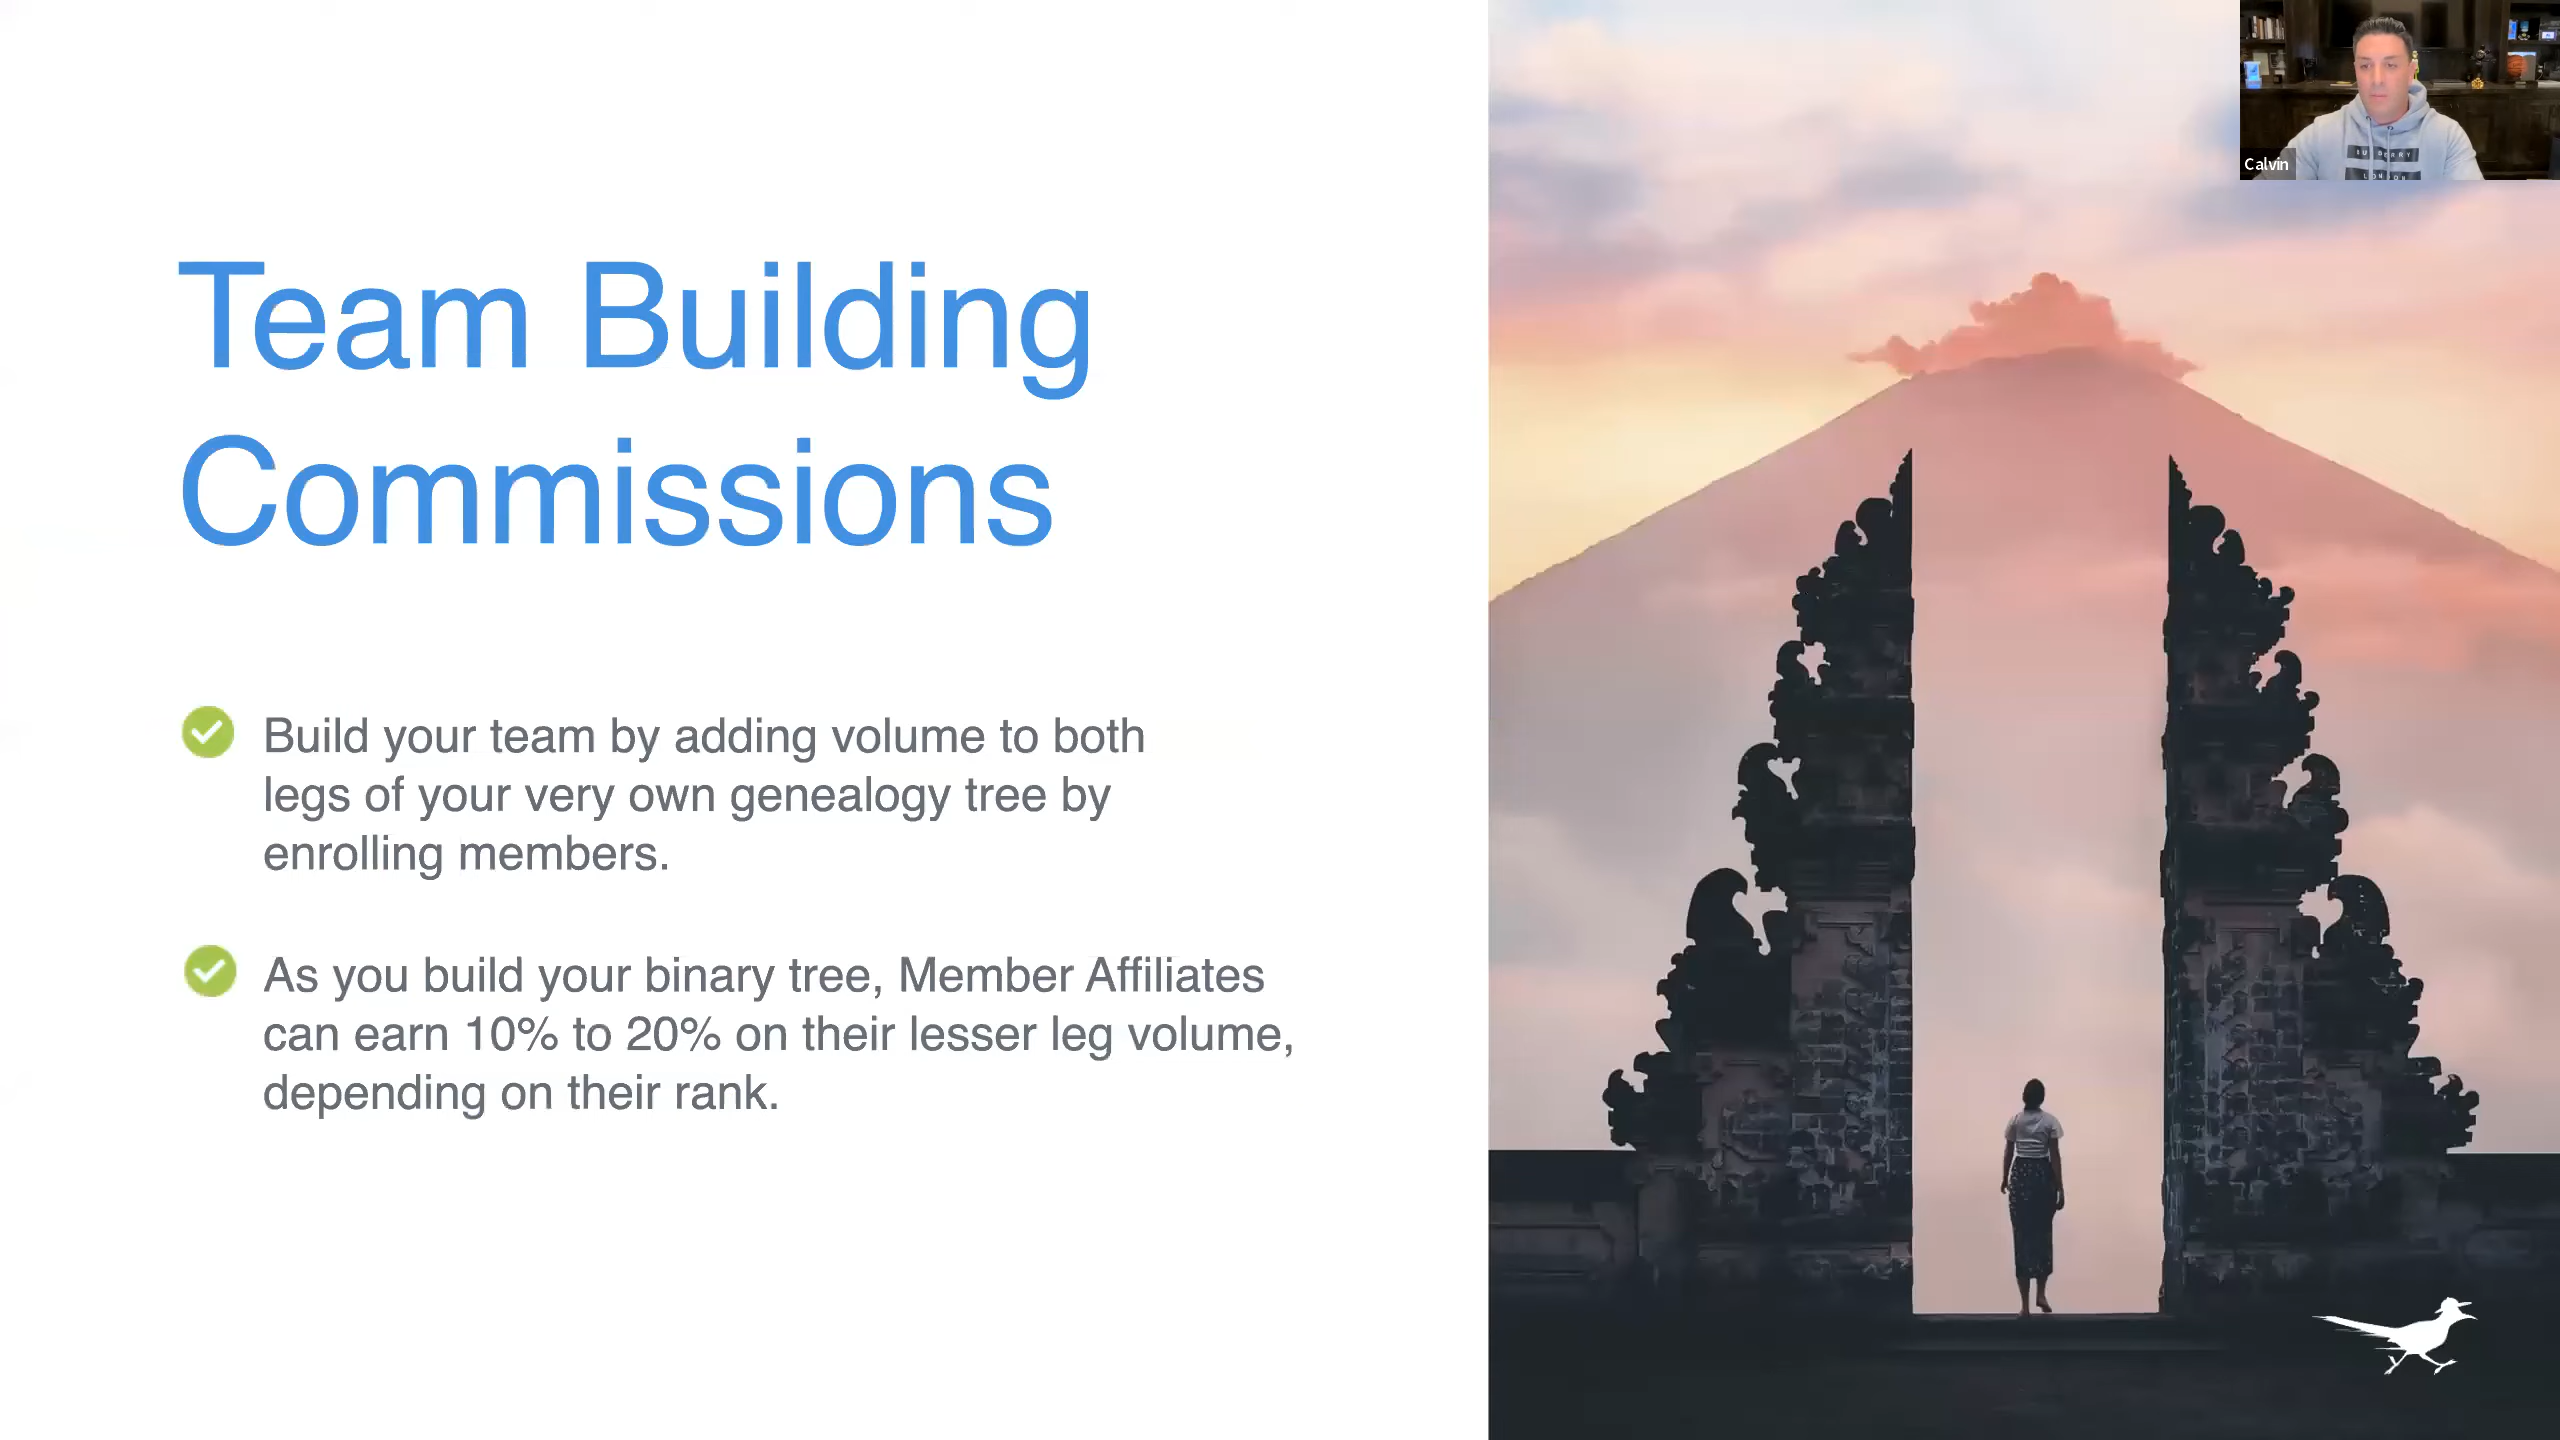 Team Building
Commissions
Build your team by adding volume to both
legs of your very own genealogy tree by
enrolling members.
As you build your binary tree, Member Affiliates
can earn 10% to 20% on their lesser leg volume,
depending on their rank.
Calvin